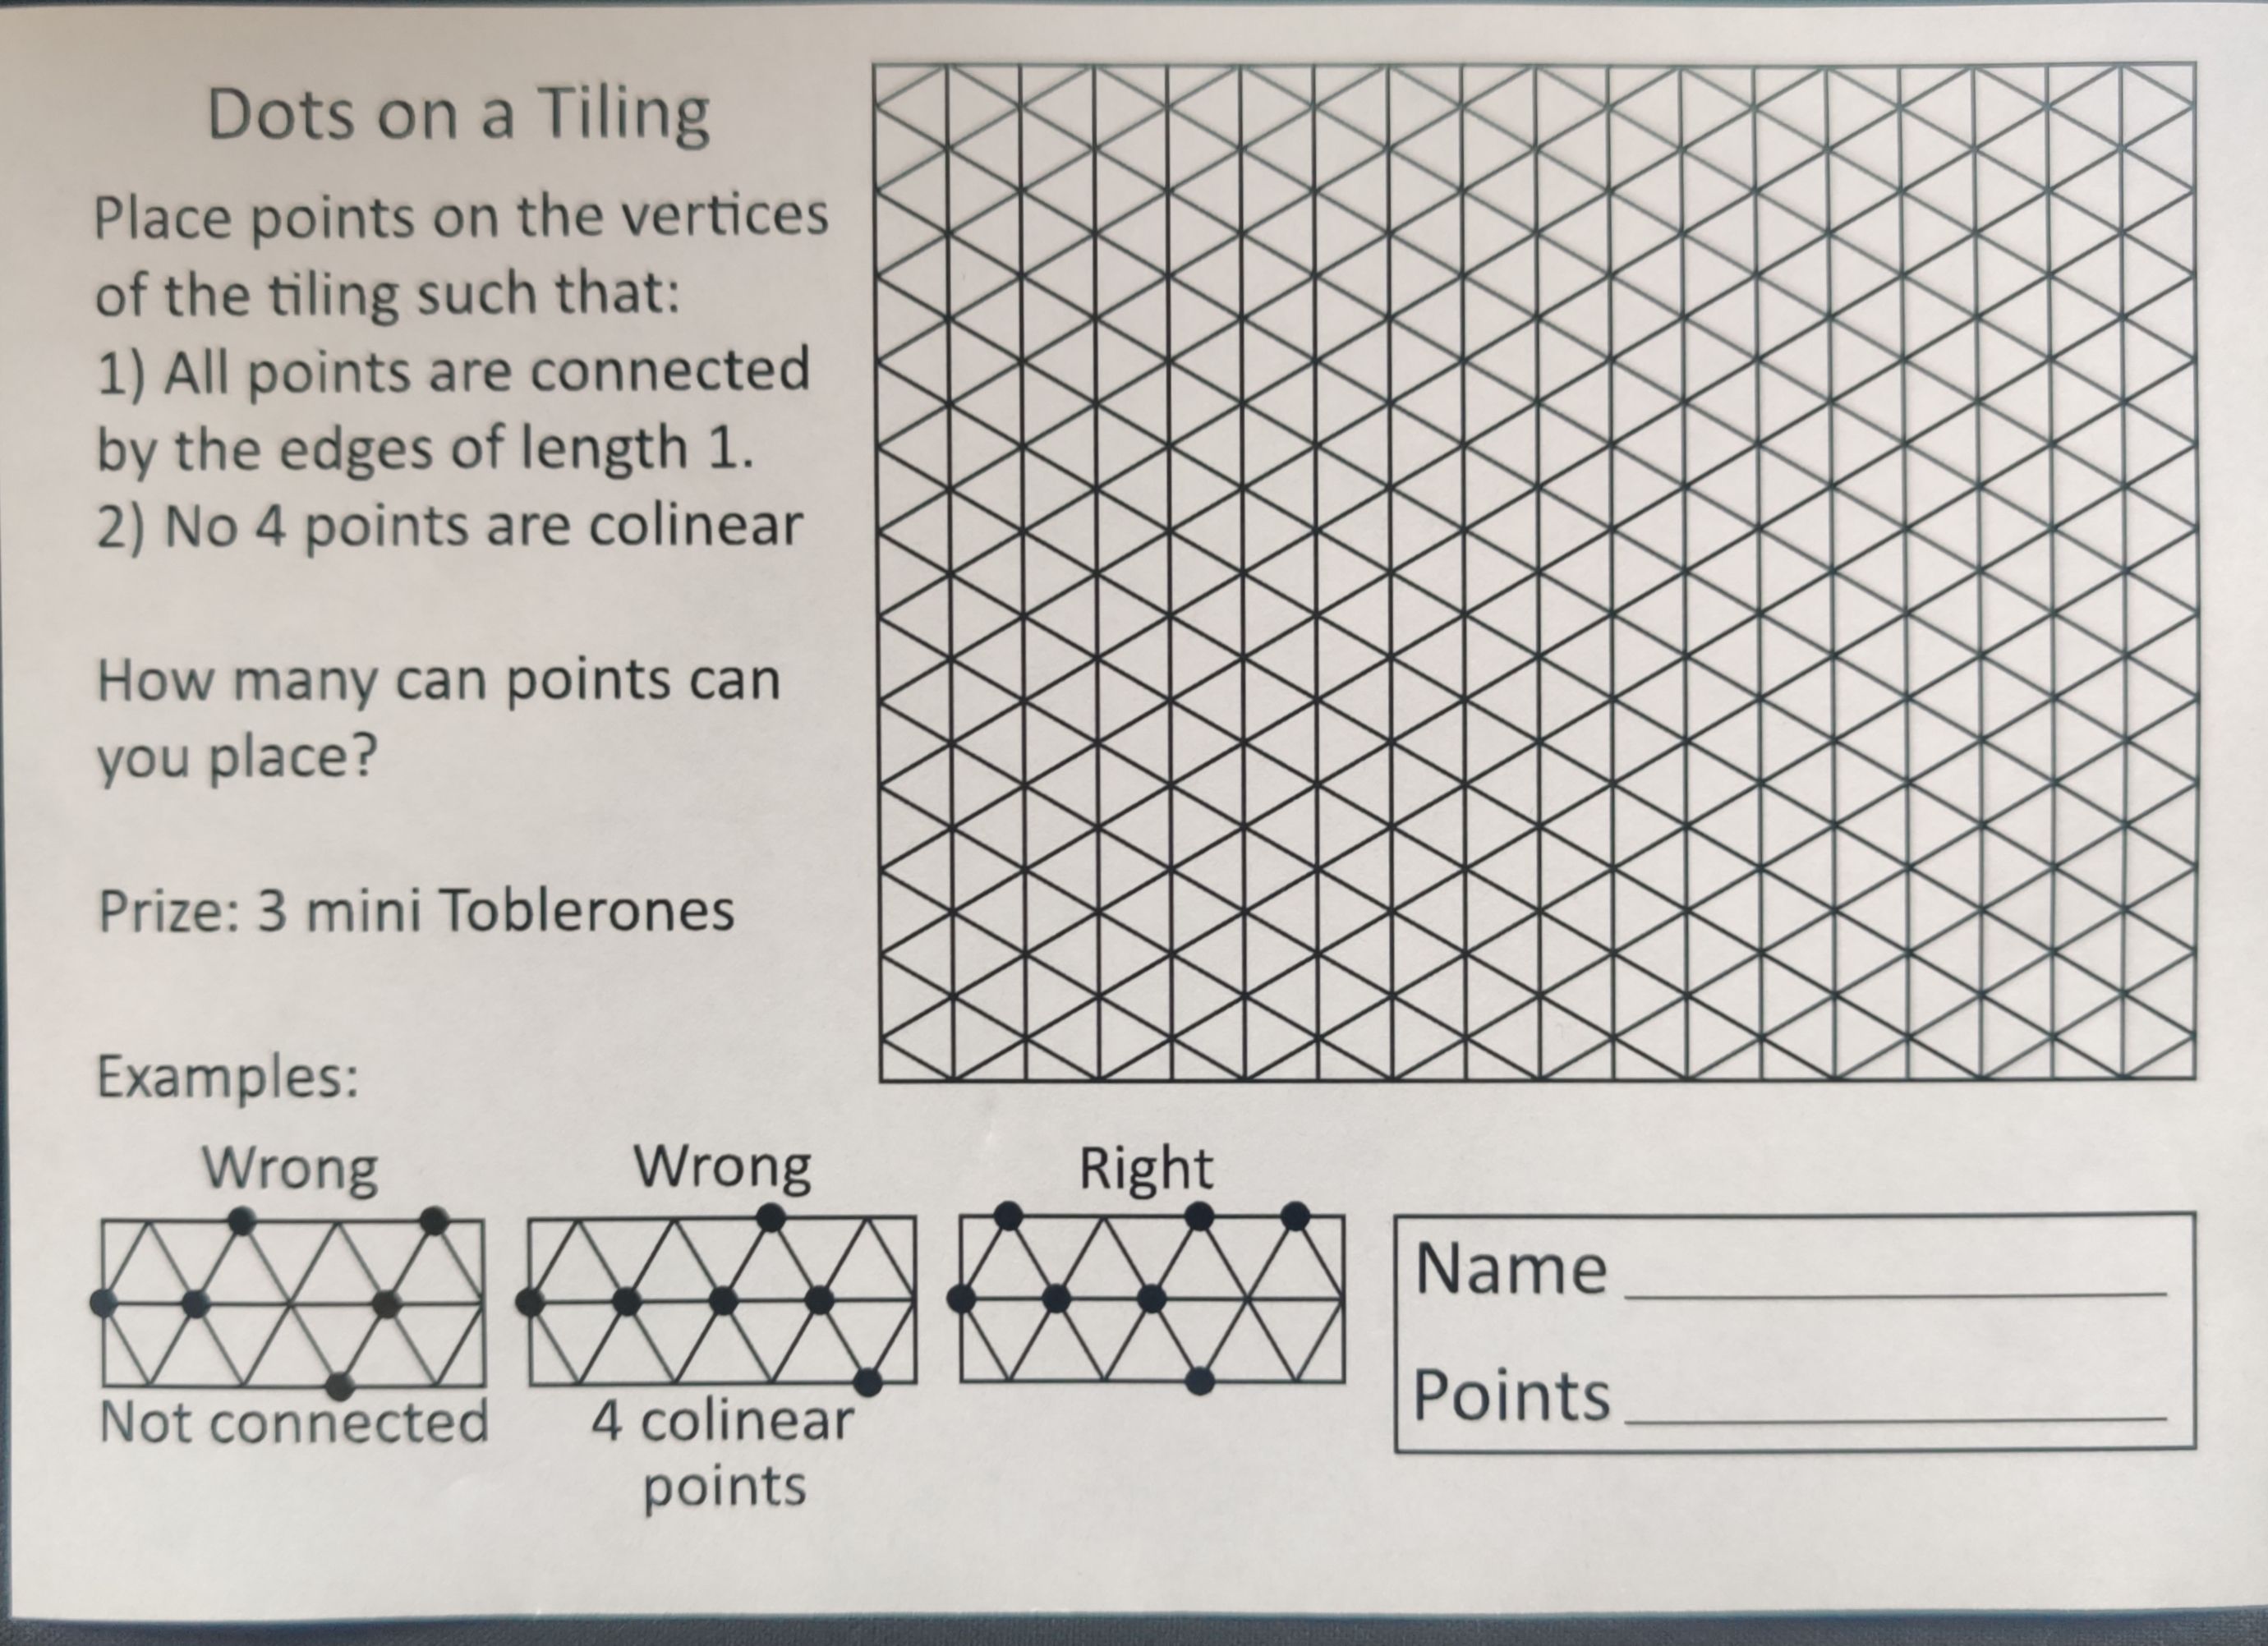 Dots on a Tiling
Place points on the vertices
of the tiling such that:
1) All points are connected
by the edges of length 1.
2) No 4 points are colinear
How many can points can
you place?
Prize: 3 mini Toblerones
Examples:
Wrong
Not connected
Wrong
4 colinear
points
Right
Name
Points